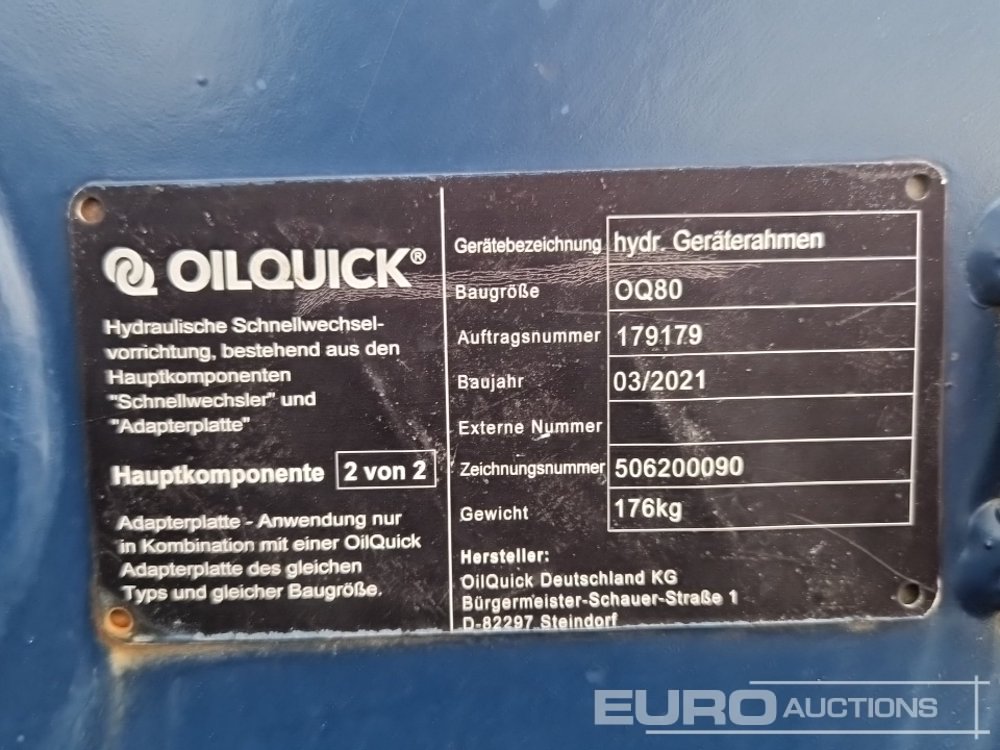 OILQUICK®
Hydraulische Schnellwechsel-
vorrichtung, bestehend aus den
Hauptkomponenten
"Schnellwechsler" und
"Adapterplatte"
Hauptkomponente 2 von 2
Adapterplatte - Anwendung nur
in Kombination mit einer OilQuick
Adapterplatte des gleichen
Typs und gleicher Baugröße.
Gerätebezeichnung hydr. Geräterahmen
Baugröße OQ80
Auftragsnummer 179179
Baujahr 03/2021
Externe Nummer
Zeichnungsnummer 506200090
Gewicht 176kg
Hersteller:
OilQuick Deutschland KG
Bürgermeister-Schauer-Straße 1
D-82297 Steindorf
EURO AUCTIONS